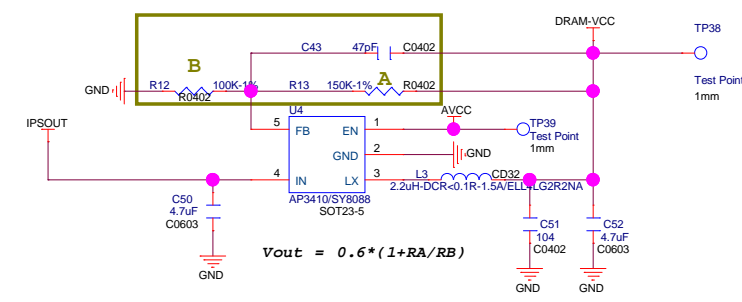 DRAM-VCC
TP38
C43 47pF C0402
B
A
R12 100K-1% R13 150K-1% R0402
GND
R0402
Test Point
1mm
U4
AVCC
IPSOUT
5 FB EN 1
TP39
Test Point
1mm
GND 2 GND
4 IN LX 3
L3 CD32
2.2uH-DCR<0.1R-1.5A/ELL4LG2R2NA
AP3410/SY8088
SOT23-5
C50
4.7uF
C0603
C51
104
C0402
C52
4.7uF
C0603
Vout = 0.6*(1+RA/RB)
GND
GND
GND